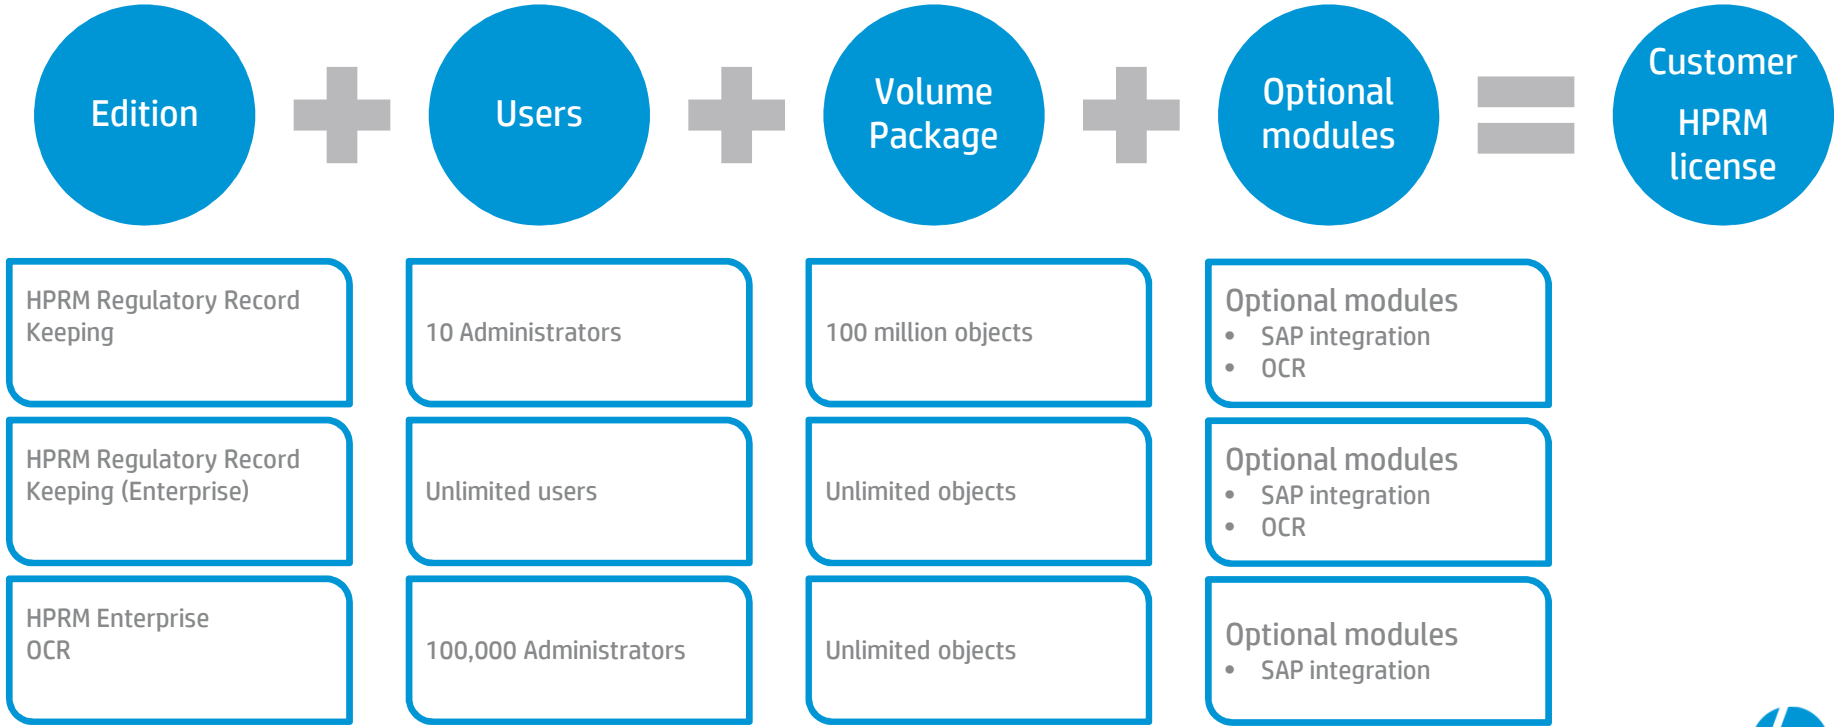 Edition
Users
Volume
Package
Optional
modules
Customer
HPRM
license
HPRM Regulatory Record
Keeping
10 Administrators
100 million objects
Optional modules
• SAP integration
• OCR
HPRM Regulatory Record
Keeping (Enterprise)
Unlimited users
Unlimited objects
Optional modules
• SAP integration
• OCR
HPRM Enterprise
OCR
100,000 Administrators
Unlimited objects
Optional modules
• SAP integration